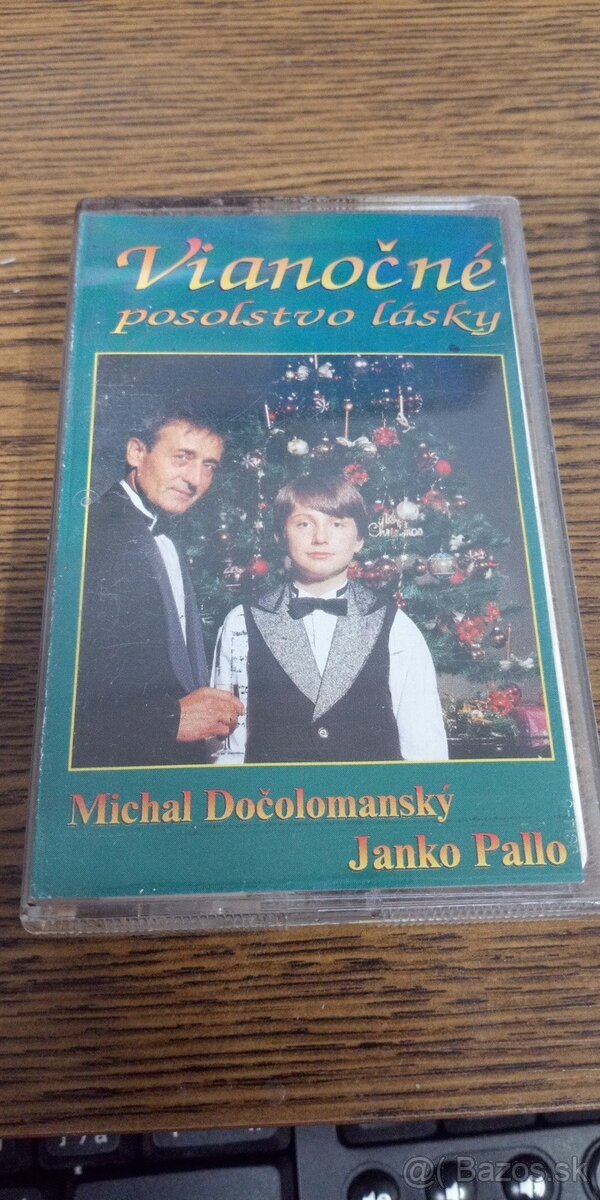 Vianočné
posolstvo lásky
Michal Dočolomanský
Janko Pallo
@( Bazos.sk